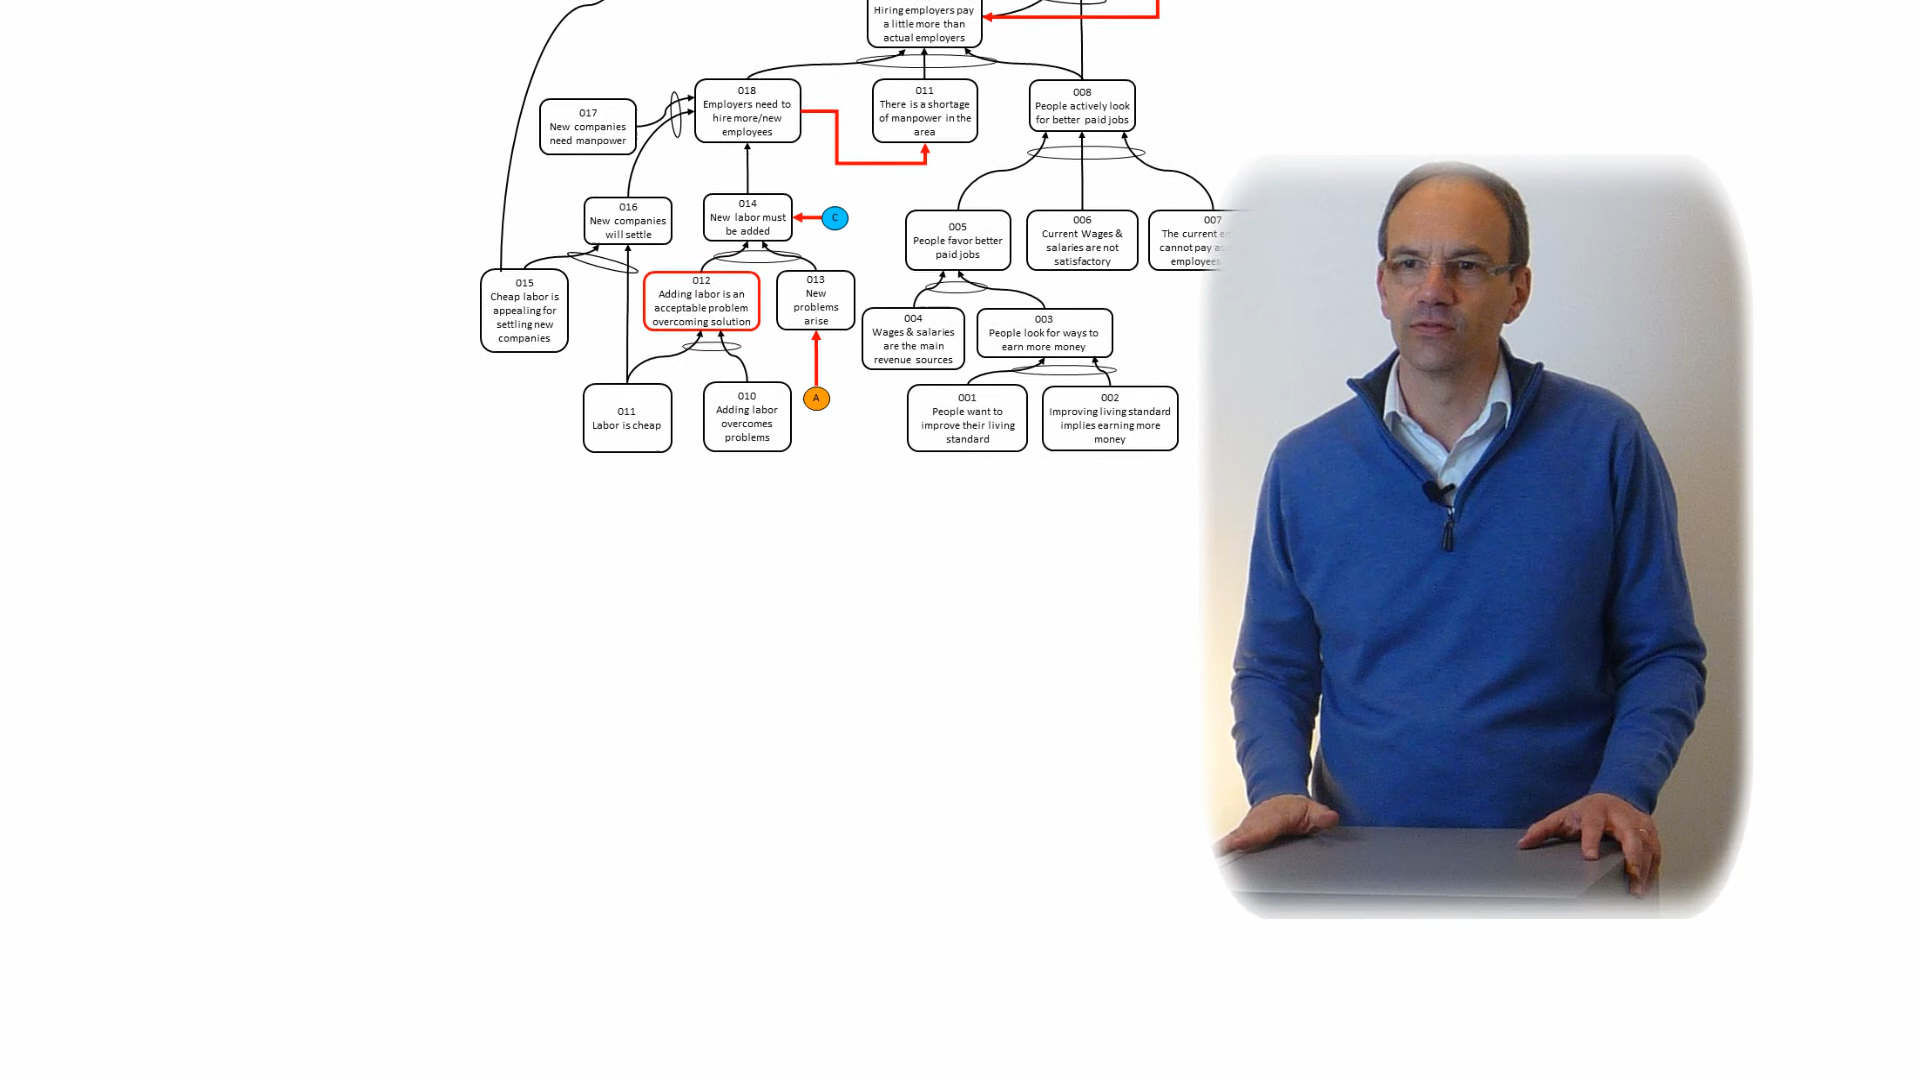 Hiring employers pay
a little more than
actual employers
018
Employers need to
hire more/new
employees
011
There is a shortage
of manpower in the
area
008
People actively look
for better paid jobs
017
New companies
need manpower
016
New companies
will settle
014
New labor must
be added
C
005
People favor better
paid jobs
006
Current Wages &
salaries are not
satisfactory
007
The current
cannot pay
employees
015
Cheap labor is
appealing for
settling new
companies
012
Adding labor is an
acceptable problem
overcoming solution
013
New
problems
arise
004
Wages & salaries
are the main
revenue sources
003
People look for ways to
earn more money
011
Labor is cheap
010
Adding labor
overcomes
problems
A
001
People want to
improve their living
standard
002
Improving living standard
implies earning more
money